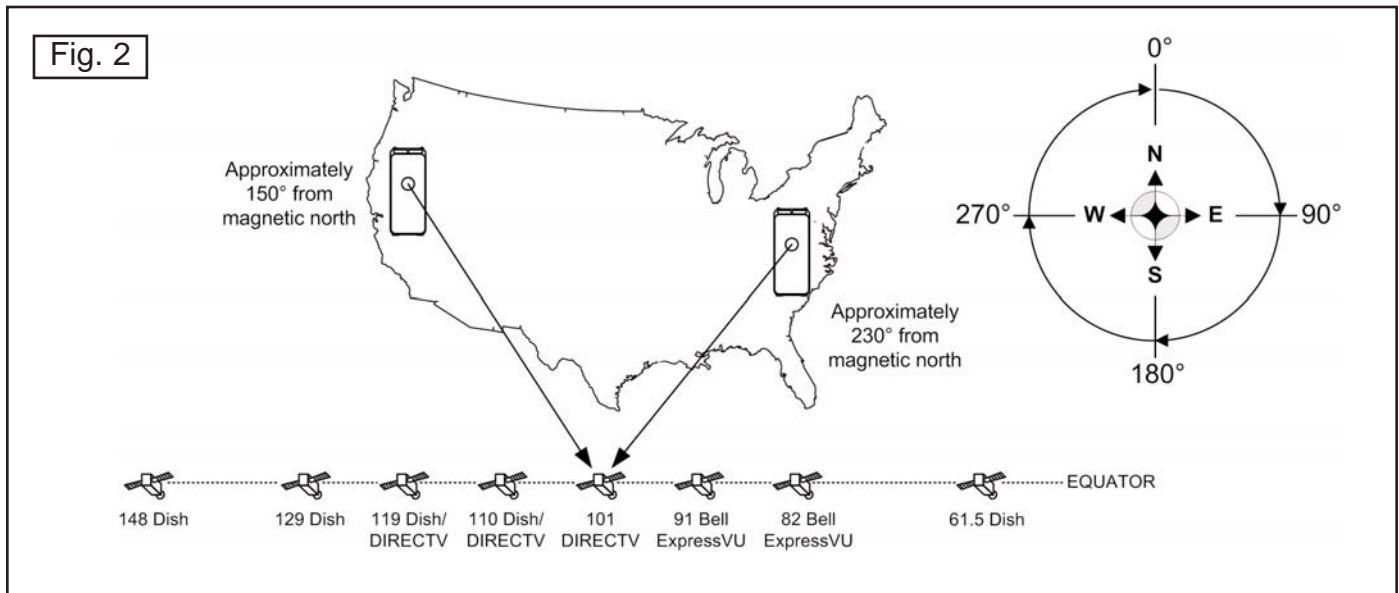 Fig. 2
Approximately
150° from
magnetic north
Approximately
230° from
magnetic north
0°
N
270°
W
E
90°
S
180°
EQUATOR
148 Dish
129 Dish
119 Dish/
DIRECTV
110 Dish/
DIRECTV
101
DIRECTV
91 Bell
ExpressVU
82 Bell
ExpressVU
61.5 Dish